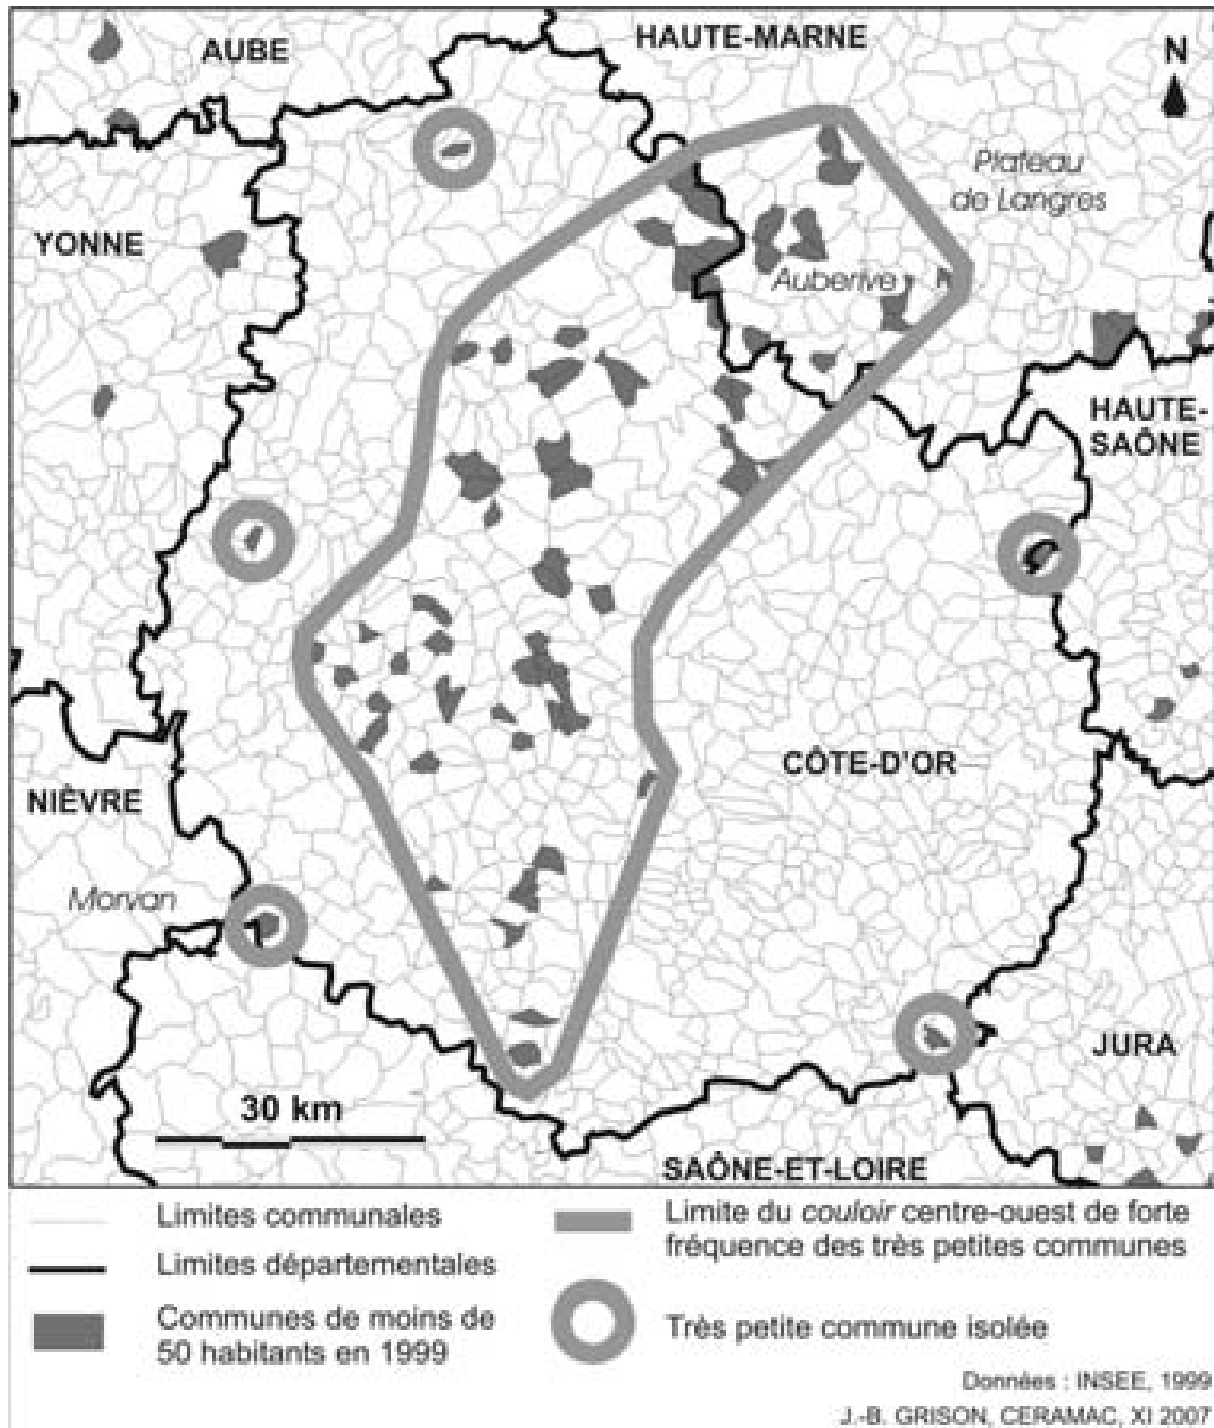 AUBE
HAUTE-MARNE
N
Plateau
de Langres
YONNE
Auberive
HAUTE-
SAÔNE
CÔTE-D'OR
NIÈVRE
Morvan
JURA
30 km
SAÔNE-ET-LOIRE
Limites communales
Limites départementales
Communes de moins de
50 habitants en 1999
Limite du couloir centre-ouest de forte
fréquence des très petites communes
Très petite commune isolée
Données : INSEE, 1999
J.-B. GRISON, CERAMAC, XI 2007